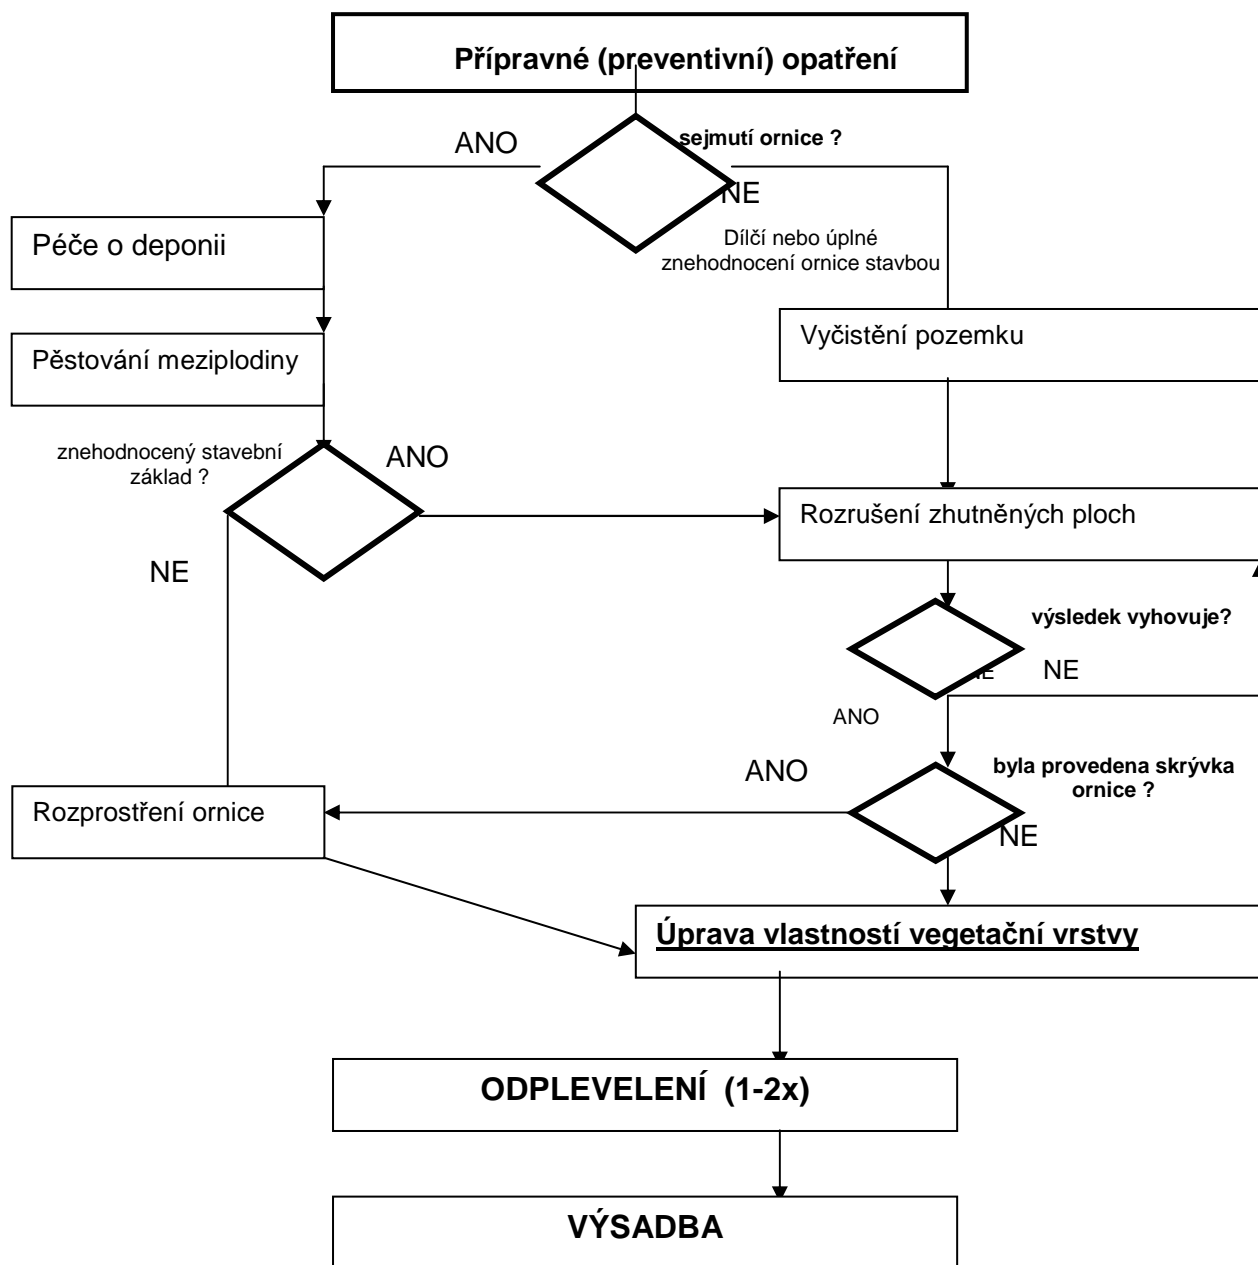 Přípravné (preventivní) opatření
ANO
sejmutí ornice ?
NE
Péče o deponii
Dílčí nebo úplné
znehodnocení ornice stavbou
Vyčistění pozemku
Pěstování meziplodiny
znehodnocený stavební
základ ?
ANO
Rozrušení zhutněných ploch
NE
výsledek vyhovuje?
NE
NE
ANO
ANO
byla provedena skrývka
ornice ?
Rozprostření ornice
NE
Úprava vlastností vegetační vrstvy
ODPLEVELENÍ (1-2x)
VÝSADBA